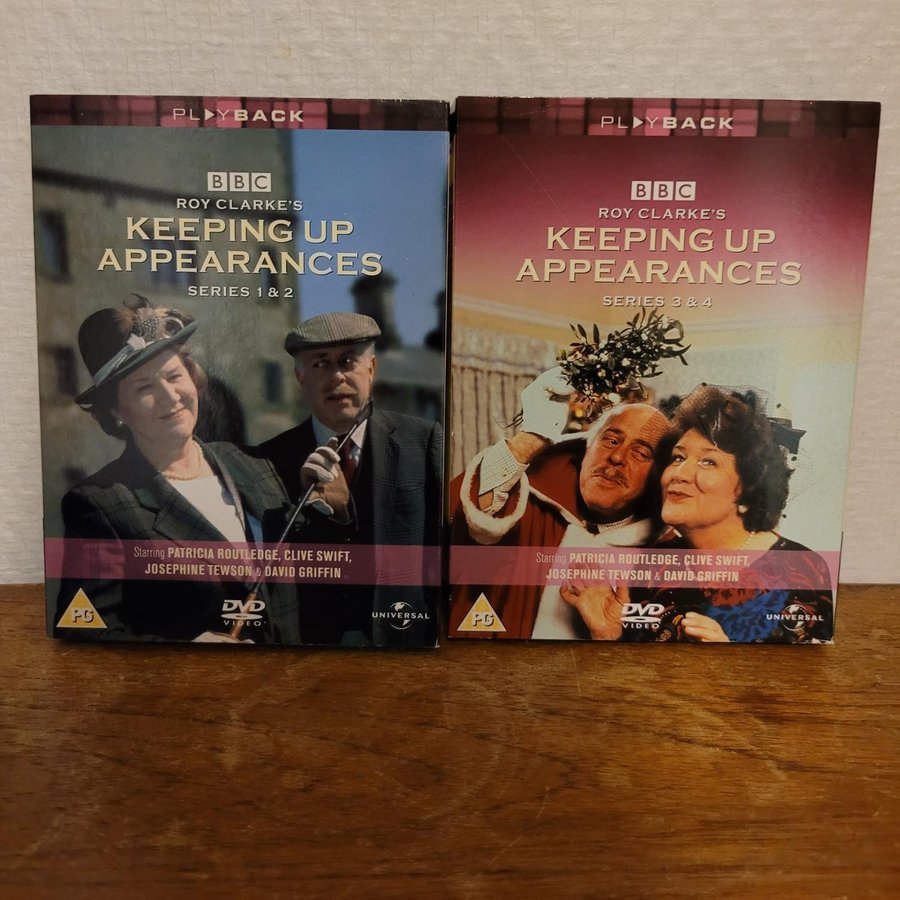 PLAYBACK
BBC
ROY CLARKE'S
KEEPING UP
APPEARANCES
SERIES 1 & 2
Starring PATRICIA ROUTLEDGE, CLIVE SWIFT,
JOSEPHINE TEWSON & DAVID GRIFFIN
PG
DVD
VIDEO
UNIVERSAL
PLAYBACK
BBC
ROY CLARKE'S
KEEPING UP
APPEARANCES
SERIES 3 & 4
Starring PATRICIA ROUTLEDGE, CLIVE SWIFT,
JOSEPHINE TEWSON & DAVID GRIFFIN
PG
DVD
VIDEO
UNIVERSAL